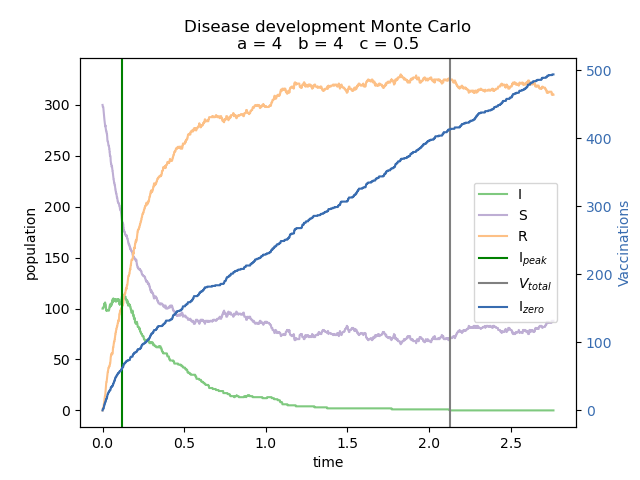 Disease development Monte Carlo
a = 4 b = 4 c = 0.5
population
300
250
200
150
100
50
0
0.0 0.5 1.0 1.5 2.0 2.5
time
500
400
300
200
100
0
Vaccinations
I
S
R
I_peak
V_total
I_zero